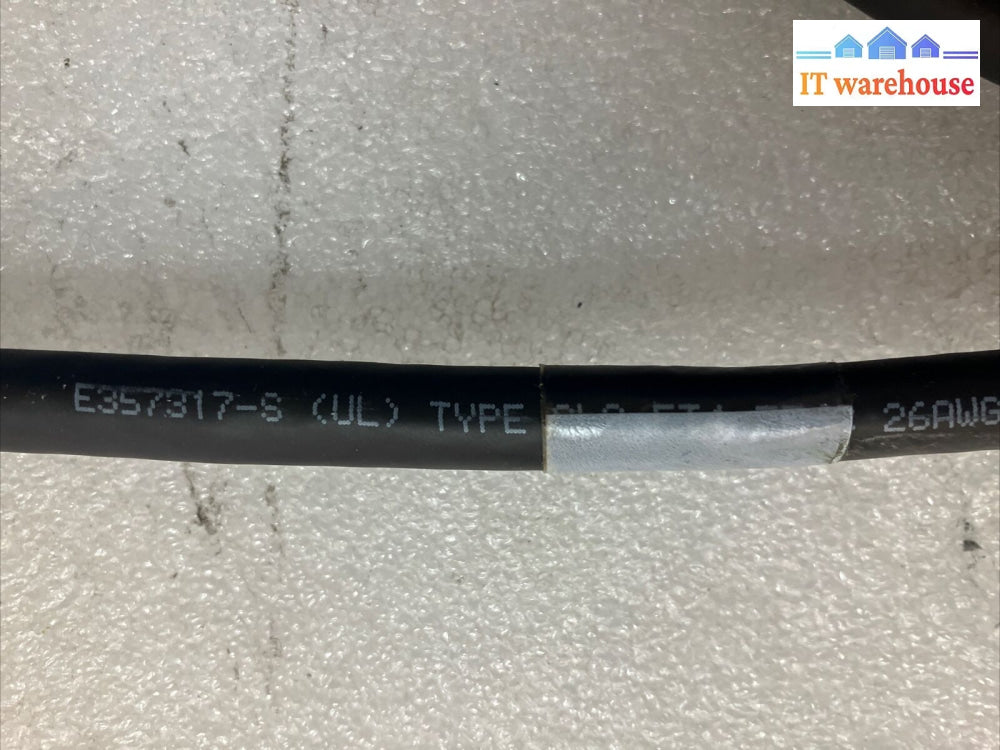 IT warehouse
E357317-S (UL) TYPE 26AWG